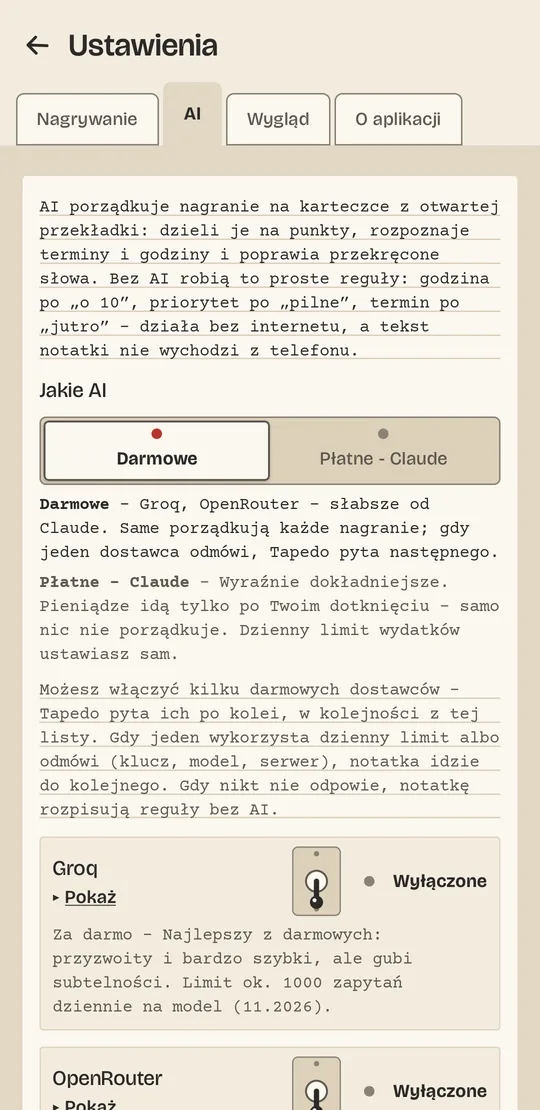 Ustawienia
Nagrywanie
AI
Wygląd
O aplikacji
AI porządkuje nagranie na karteczce z otwartej
przekładki: dzieli je na punkty, rozpoznaje
terminy i godziny i poprawia przekręcone
słowa. Bez AI robią to proste reguły: godzina
po „o 10”, priorytet po „pilne”, termin po
„jutro” – działa bez internetu, a tekst
notatki nie wychodzi z telefonu.
Jakie AI
Darmowe
Płatne - Claude
Darmowe – Groq, OpenRouter – słabsze od
Claude. Same porządkują każde nagranie; gdy
jeden dostawca odmówi, Tapedo pyta następnego.
Płatne – Claude – Wyraźnie dokładniejsze.
Pieniądze idą tylko po Twoim dotknięciu – samo
nic nie porządkuje. Dzienny limit wydatków
ustawiasz sam.
Możesz włączyć kilku darmowych dostawców –
Tapedo pyta ich po kolei, w kolejności z tej
listy. Gdy jeden wykorzysta dzienny limit albo
odmówi (klucz, model, serwer), notatka idzie
do kolejnego. Gdy nikt nie odpowie, notatkę
rozpisują reguły bez AI.
Groq
Wyłączone
▸ Pokaż
Za darmo – Najlepszy z darmowych:
przyzwoity i bardzo szybki, ale gubi
subtelności. Limit ok. 1000 zapytań
dziennie na model (11.2026).
OpenRouter
Wyłączone
▸ Pokaż